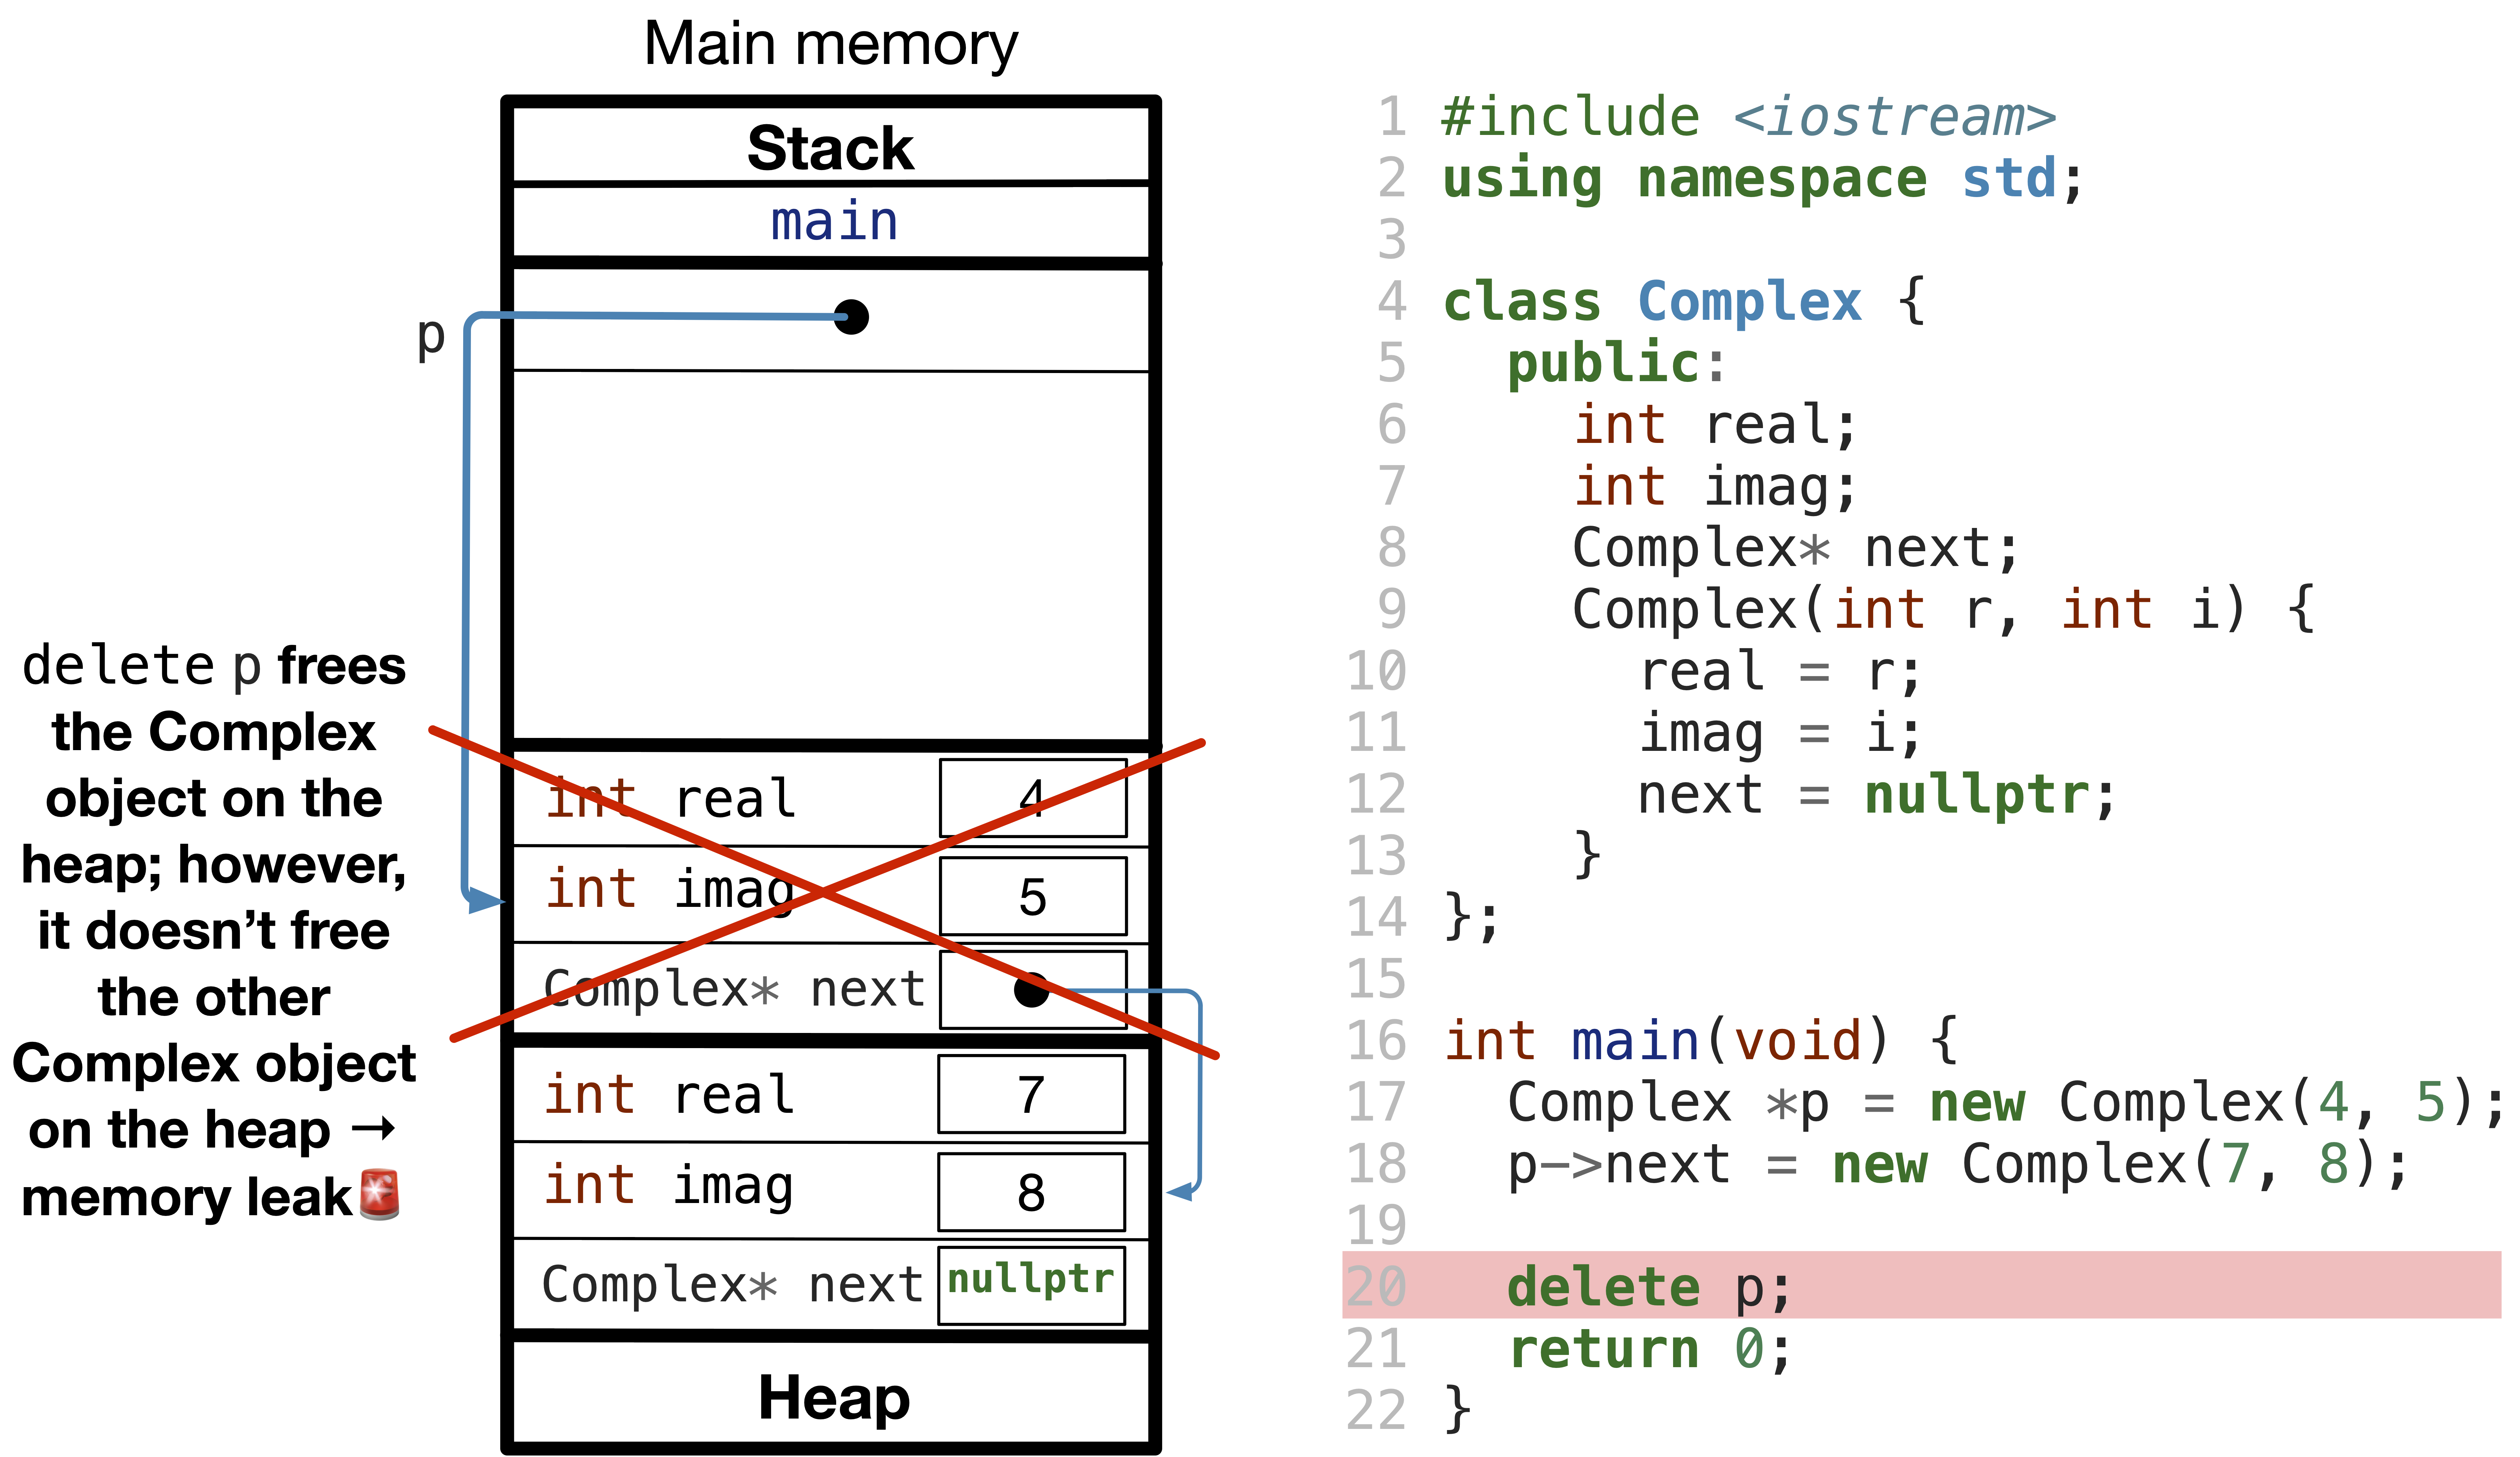 Main memory
Stack
main
p
delete p frees
the Complex
object on the
heap; however,
it doesn't free
the other
Complex object
on the heap →
memory leak🚨
int real 4
int imag 5
Complex* next
int real 7
int imag 8
Complex* next nullptr
Heap
1 #include <iostream>
2 using namespace std;
3
4 class Complex {
5   public:
6     int real;
7     int imag;
8     Complex* next;
9     Complex(int r, int i) {
10       real = r;
11       imag = i;
12       next = nullptr;
13     }
14 };
15
16 int main(void) {
17   Complex *p = new Complex(4, 5);
18   p->next = new Complex(7, 8);
19
20   delete p;
21   return 0;
22 }